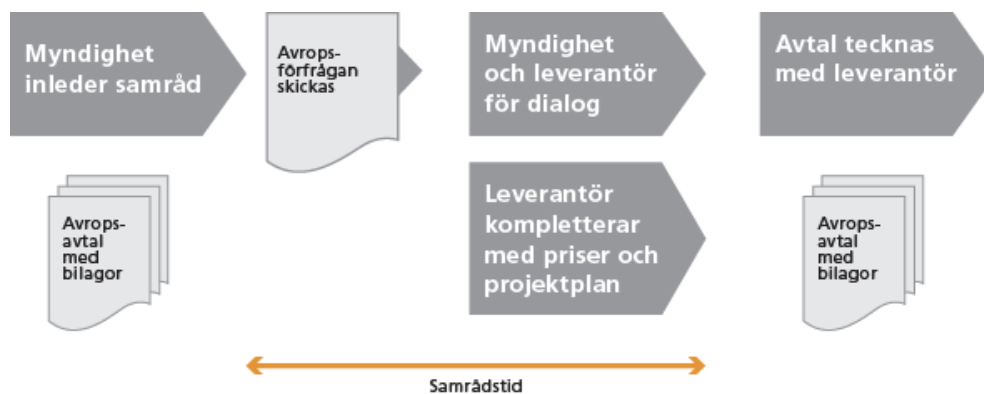 Myndighet
inleder samråd
Avrops-
förfrågan
skickas
Myndighet
och leverantör
för dialog
Avtal tecknas
med leverantör
Avrops-
avtal
med
bilagor
Leverantör
kompletterar
med priser och
projektplan
Avrops-
avtal
med
bilagor
Samrådstid